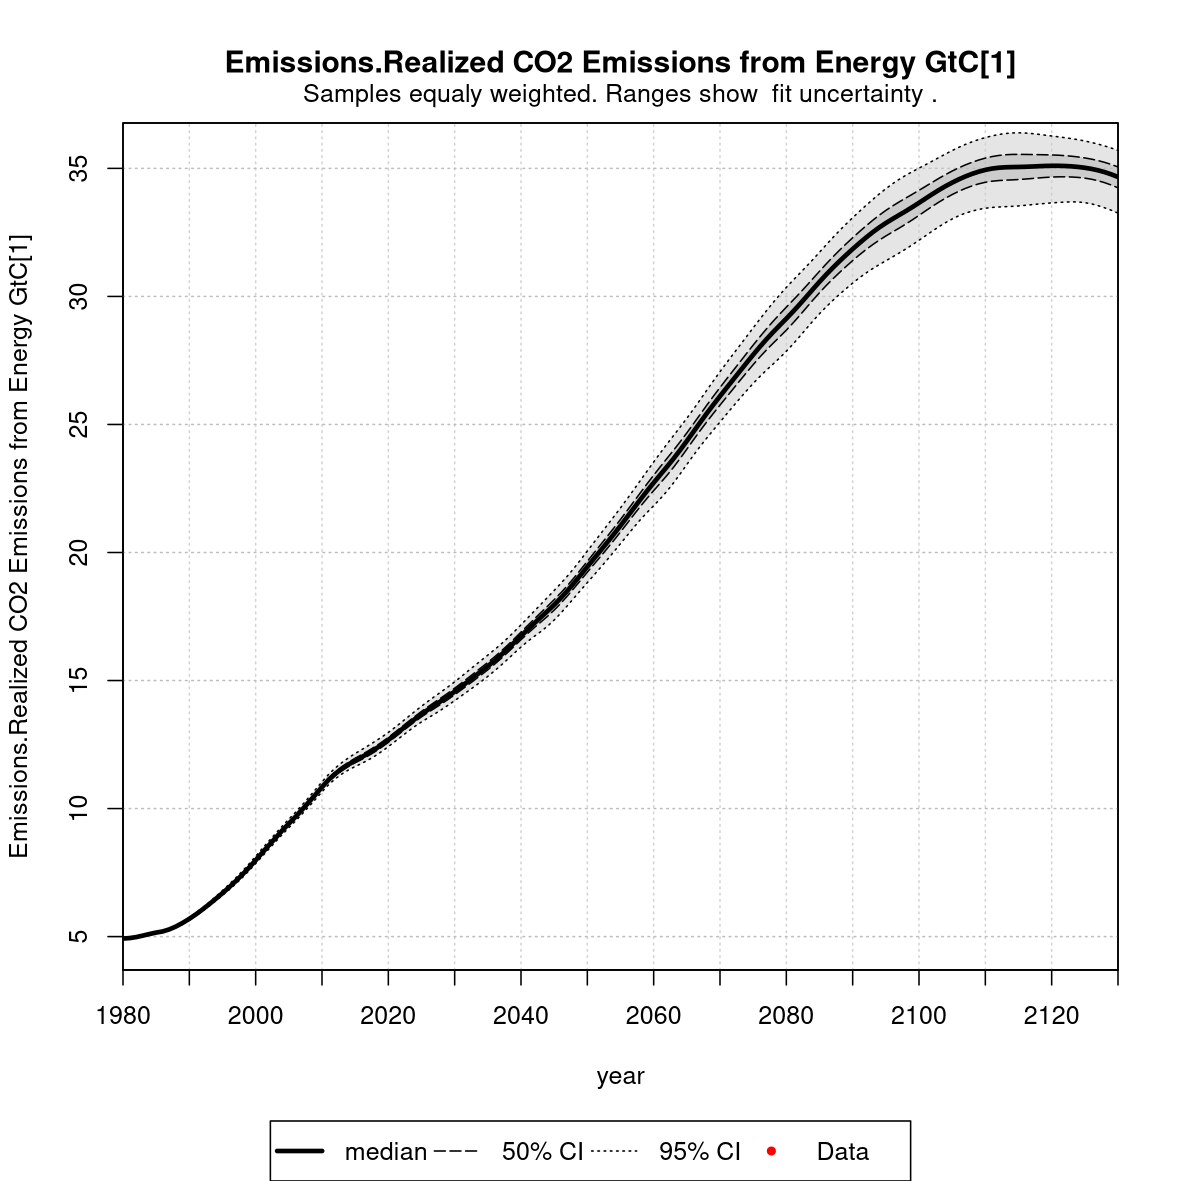 Emissions.Realized CO2 Emissions from Energy GtC[1]
Samples equaly weighted. Ranges show  fit uncertainty .
Emissions.Realized CO2 Emissions from Energy GtC[1]
35
30
25
20
15
10
5
1980 2000 2020 2040 2060 2080 2100 2120
year
median 50% CI 95% CI Data